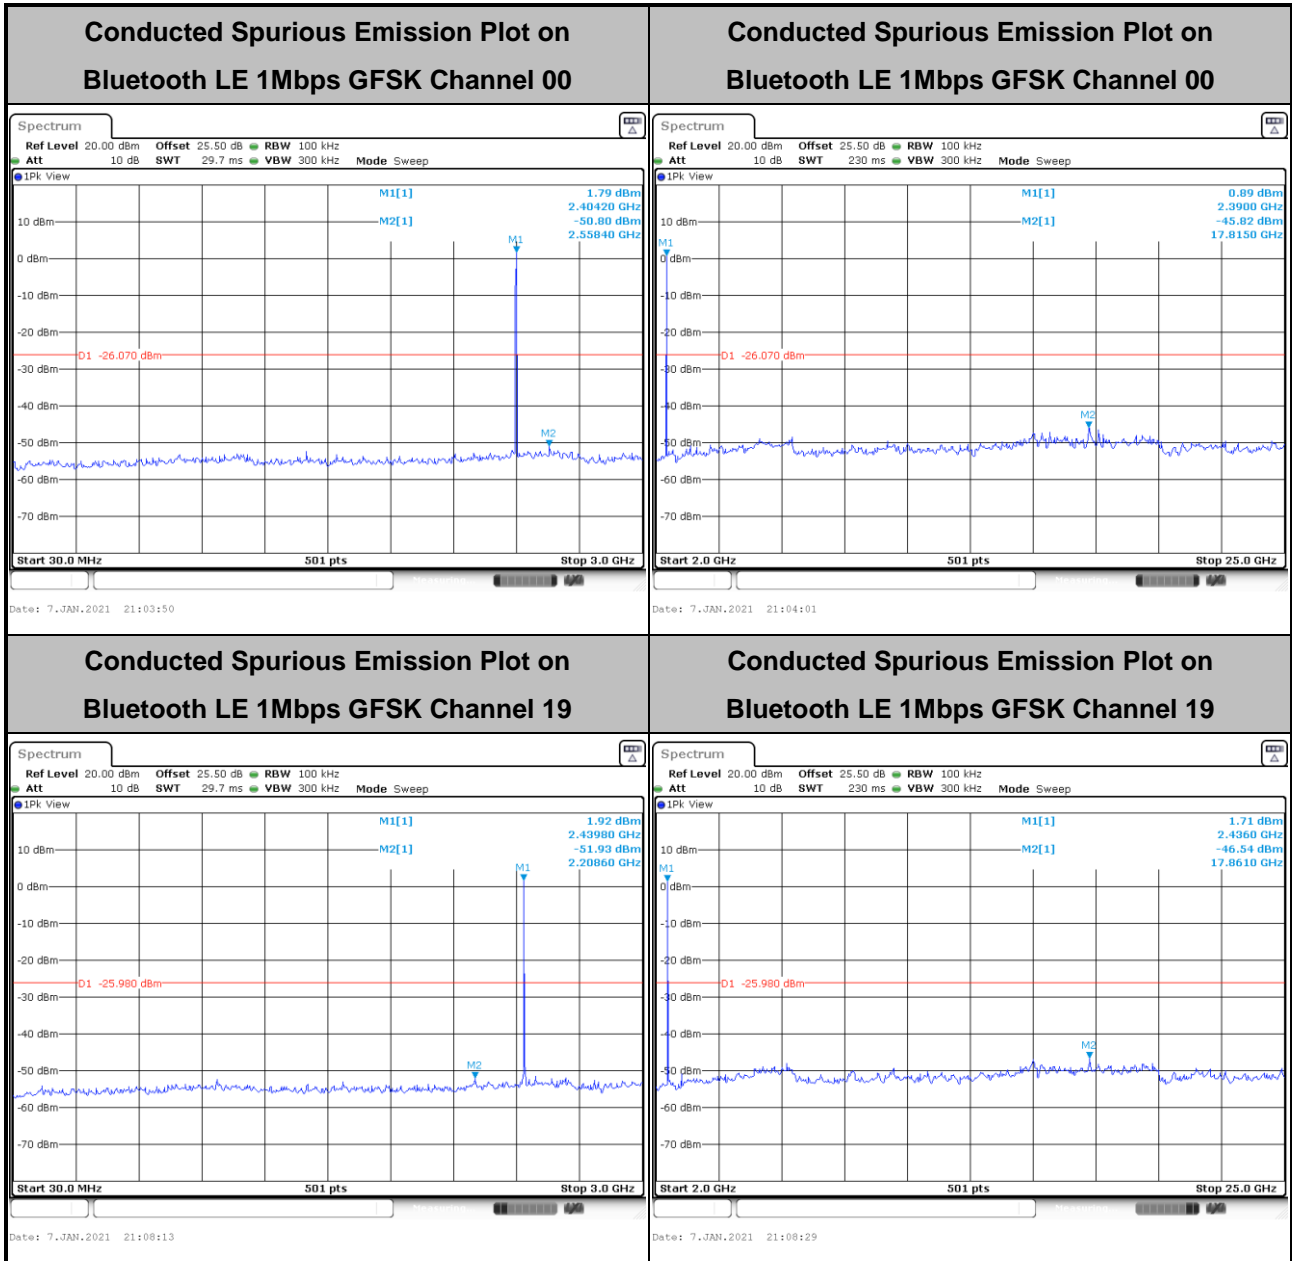 Conducted Spurious Emission Plot on
Bluetooth LE 1Mbps GFSK Channel 00
Spectrum
Ref Level 20.00 dBm Offset 25.50 dB RBW 100 kHz
Att 10 dB SWT 29.7 ms VBW 300 kHz Mode Sweep
1Pk View
M1[1] 1.79 dBm
2.40420 GHz
M2[1] -50.80 dBm
2.55840 GHz
10 dBm
M1
0 dBm
-10 dBm
-20 dBm
D1 -26.070 dBm
-30 dBm
-40 dBm
M2
-50 dBm
-60 dBm
-70 dBm
Start 30.0 MHz 501 pts Stop 3.0 GHz
Measuring
Date: 7.JAN.2021 21:03:50
Conducted Spurious Emission Plot on
Bluetooth LE 1Mbps GFSK Channel 00
Spectrum
Ref Level 20.00 dBm Offset 25.50 dB RBW 100 kHz
Att 10 dB SWT 230 ms VBW 300 kHz Mode Sweep
1Pk View
M1[1] 0.89 dBm
2.3900 GHz
M2[1] -45.82 dBm
17.8150 GHz
10 dBm
M1
0 dBm
-10 dBm
-20 dBm
D1 -26.070 dBm
-30 dBm
-40 dBm
M2
-50 dBm
-60 dBm
-70 dBm
Start 2.0 GHz 501 pts Stop 25.0 GHz
Measuring
Date: 7.JAN.2021 21:04:01
Conducted Spurious Emission Plot on
Bluetooth LE 1Mbps GFSK Channel 19
Spectrum
Ref Level 20.00 dBm Offset 25.50 dB RBW 100 kHz
Att 10 dB SWT 29.7 ms VBW 300 kHz Mode Sweep
1Pk View
M1[1] 1.92 dBm
2.43980 GHz
M2[1] -51.93 dBm
2.20860 GHz
10 dBm
M1
0 dBm
-10 dBm
-20 dBm
D1 -25.980 dBm
-30 dBm
-40 dBm
M2
-50 dBm
-60 dBm
-70 dBm
Start 30.0 MHz 501 pts Stop 3.0 GHz
Measuring
Date: 7.JAN.2021 21:08:13
Conducted Spurious Emission Plot on
Bluetooth LE 1Mbps GFSK Channel 19
Spectrum
Ref Level 20.00 dBm Offset 25.50 dB RBW 100 kHz
Att 10 dB SWT 230 ms VBW 300 kHz Mode Sweep
1Pk View
M1[1] 1.71 dBm
2.4360 GHz
M2[1] -46.54 dBm
17.8610 GHz
10 dBm
M1
0 dBm
-10 dBm
-20 dBm
D1 -25.980 dBm
-30 dBm
-40 dBm
M2
-50 dBm
-60 dBm
-70 dBm
Start 2.0 GHz 501 pts Stop 25.0 GHz
Measuring
Date: 7.JAN.2021 21:08:29